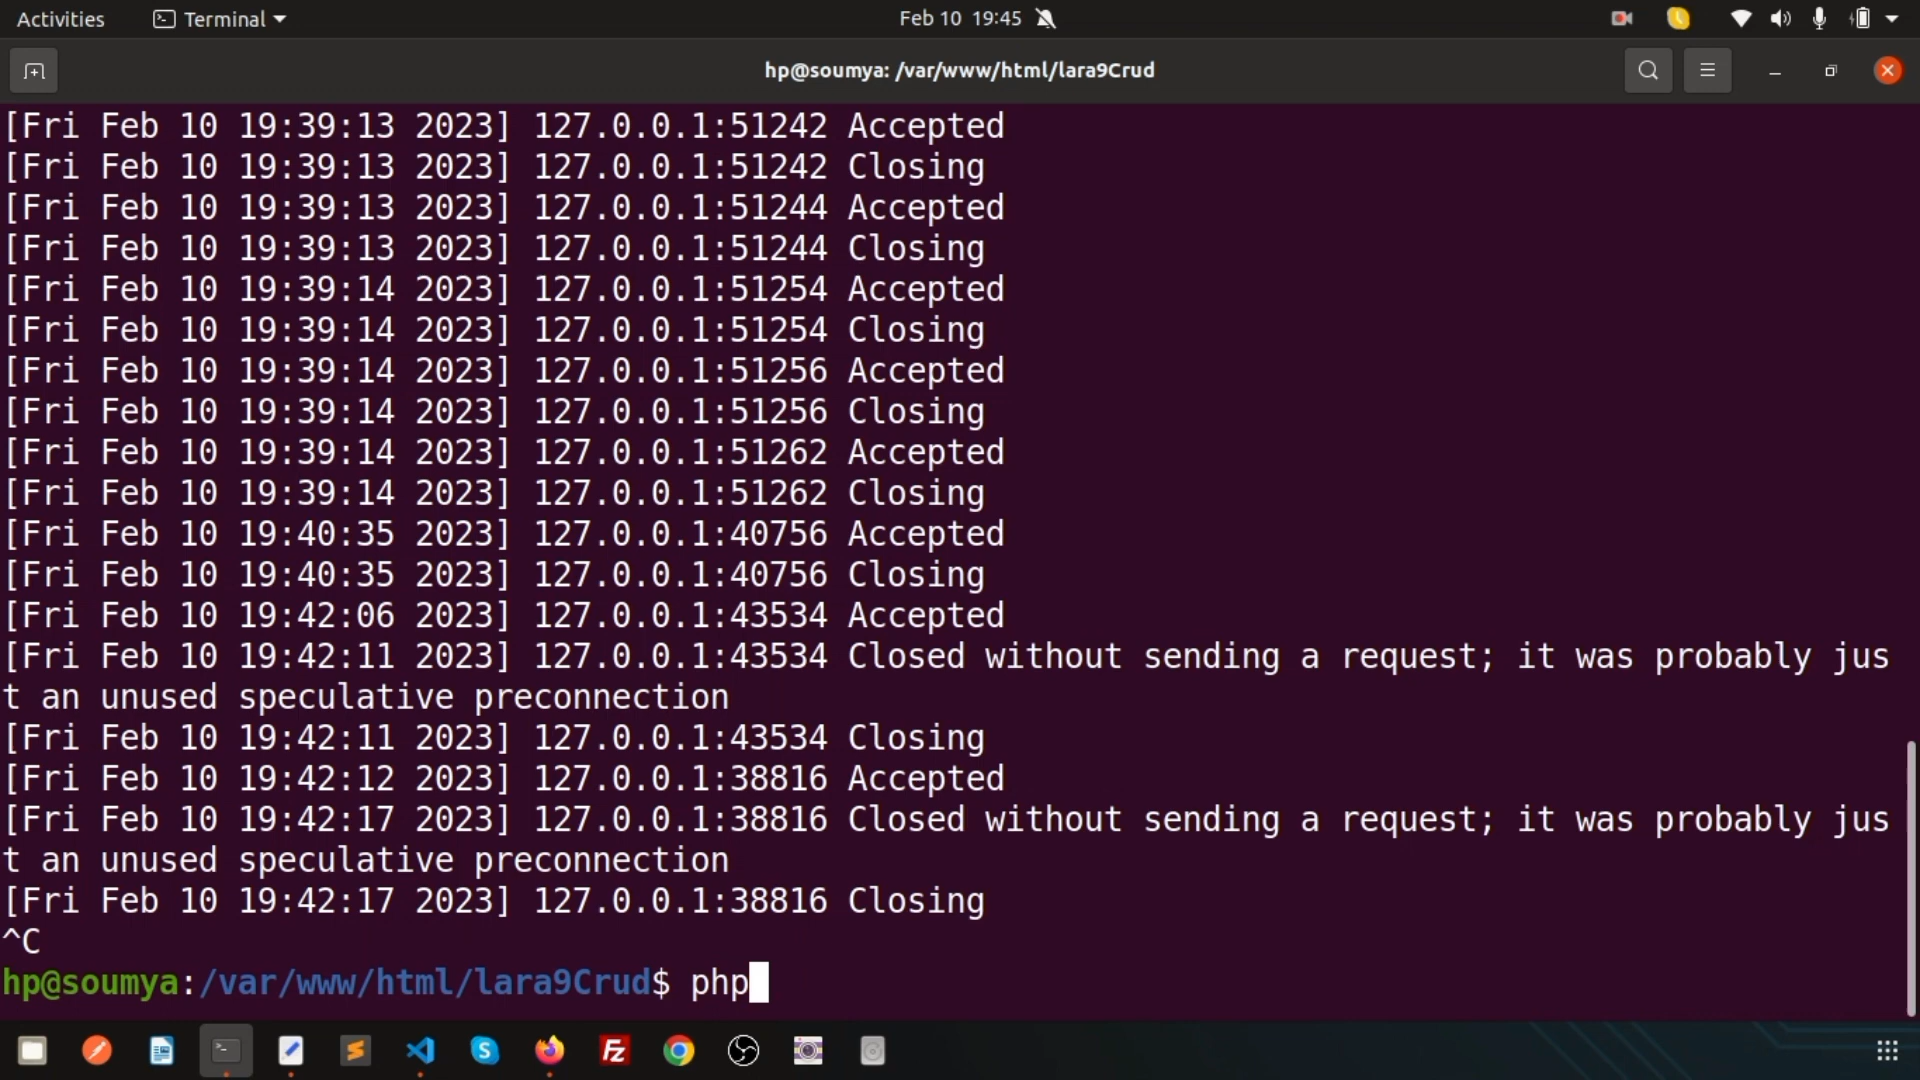 Activities
Terminal
Feb 10 19:45
hp@soumya: /var/www/html/lara9Crud
[Fri Feb 10 19:39:13 2023] 127.0.0.1:51242 Accepted
[Fri Feb 10 19:39:13 2023] 127.0.0.1:51242 Closing
[Fri Feb 10 19:39:13 2023] 127.0.0.1:51244 Accepted
[Fri Feb 10 19:39:13 2023] 127.0.0.1:51244 Closing
[Fri Feb 10 19:39:14 2023] 127.0.0.1:51254 Accepted
[Fri Feb 10 19:39:14 2023] 127.0.0.1:51254 Closing
[Fri Feb 10 19:39:14 2023] 127.0.0.1:51256 Accepted
[Fri Feb 10 19:39:14 2023] 127.0.0.1:51256 Closing
[Fri Feb 10 19:39:14 2023] 127.0.0.1:51262 Accepted
[Fri Feb 10 19:39:14 2023] 127.0.0.1:51262 Closing
[Fri Feb 10 19:40:35 2023] 127.0.0.1:40756 Accepted
[Fri Feb 10 19:40:35 2023] 127.0.0.1:40756 Closing
[Fri Feb 10 19:42:06 2023] 127.0.0.1:43534 Accepted
[Fri Feb 10 19:42:11 2023] 127.0.0.1:43534 Closed without sending a request; it was probably jus
t an unused speculative preconnection
[Fri Feb 10 19:42:11 2023] 127.0.0.1:43534 Closing
[Fri Feb 10 19:42:12 2023] 127.0.0.1:38816 Accepted
[Fri Feb 10 19:42:17 2023] 127.0.0.1:38816 Closed without sending a request; it was probably jus
t an unused speculative preconnection
[Fri Feb 10 19:42:17 2023] 127.0.0.1:38816 Closing
^C
hp@soumya:/var/www/html/lara9Crud$ php